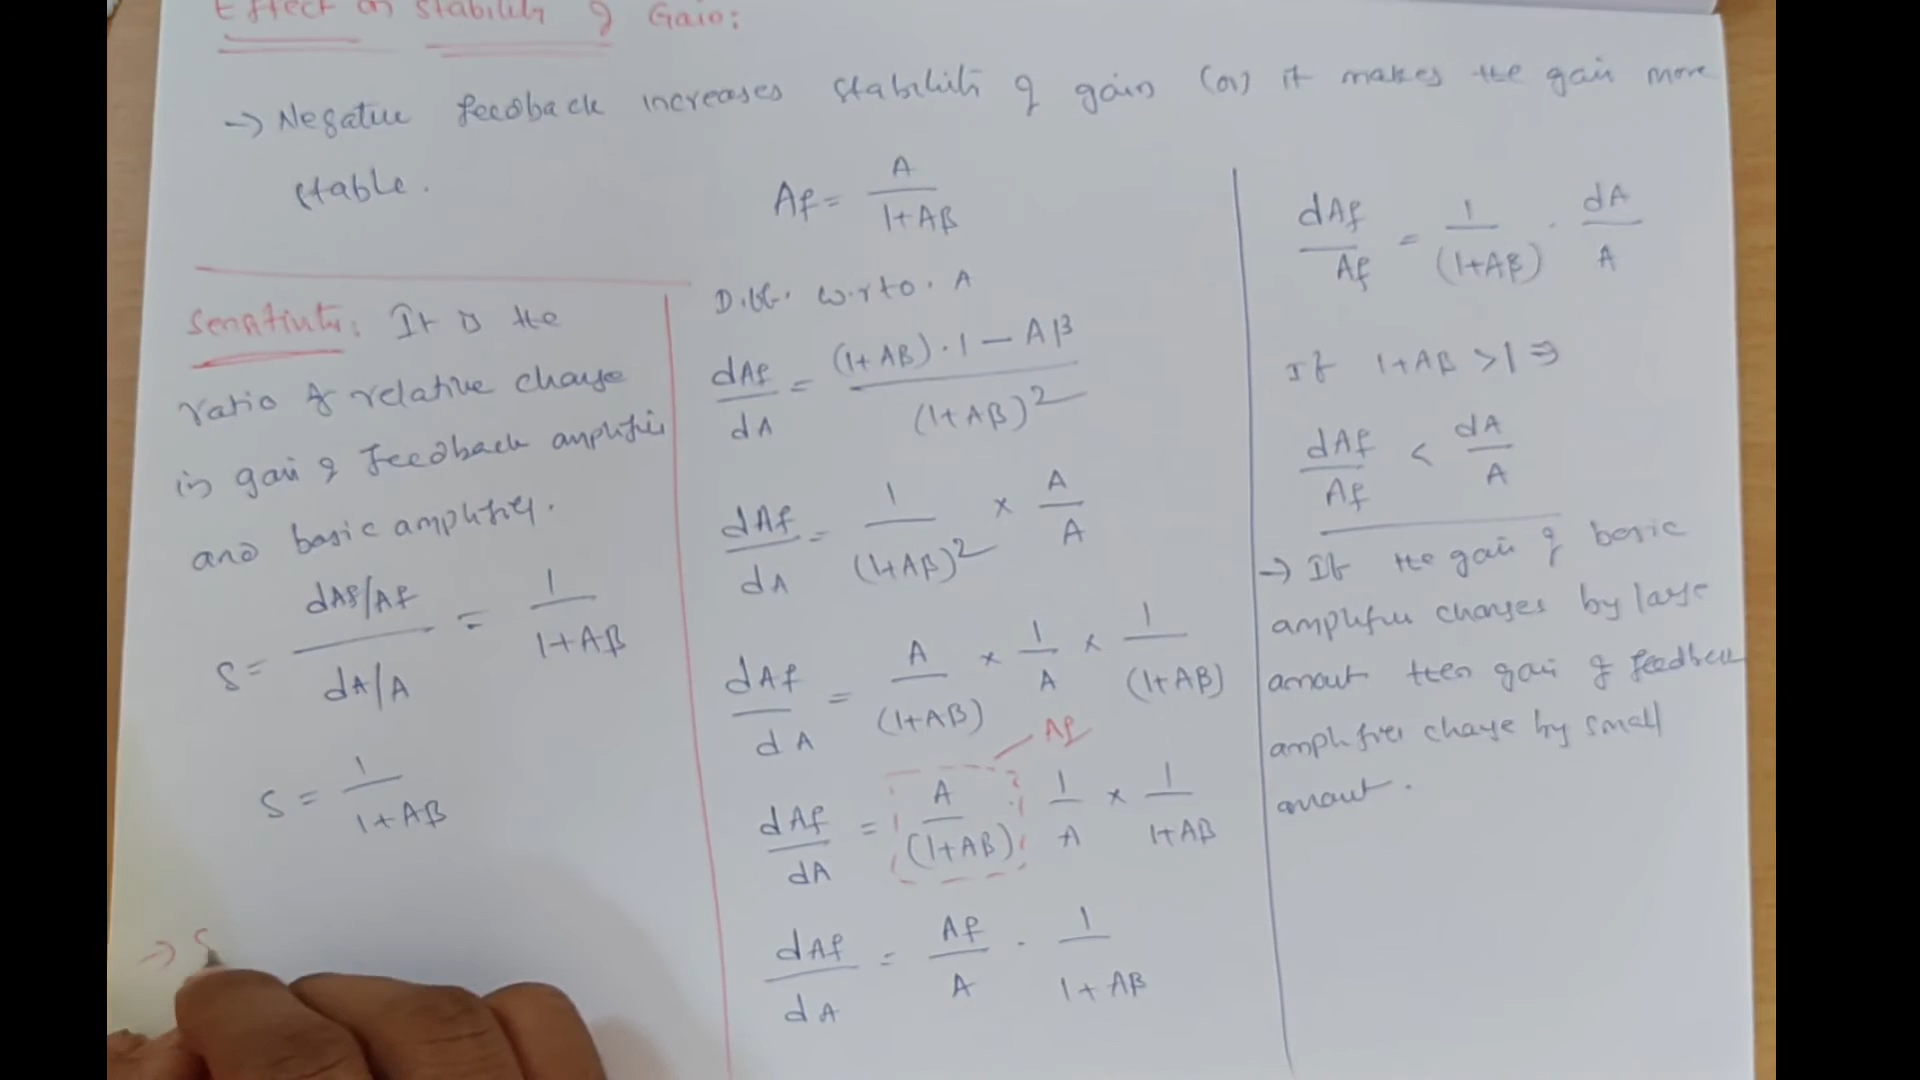 Effect on stability of Gain:
→ Negative feedback increases stability of gain (or) it makes the gain more
stable.
Af = A / 1+Aβ
Diff. w.r.to. A
dAf/dA = (1+Aβ).1 − Aβ / (1+Aβ)²
dAf/dA = 1/(1+Aβ)² × A/A
dAf/dA = A/(1+Aβ) × 1/A × 1/(1+Aβ)
Af
dAf/dA = A/(1+Aβ) 1/A × 1/1+Aβ
dAf/dA = Af/A . 1/1+Aβ
Sensitivity: It is the
ratio of relative change
in gain of feedback amplifier
and basic amplifier.
S = dAf/Af / dA/A = 1/1+Aβ
S = 1/1+Aβ
→ S
dAf/Af = 1/(1+Aβ) . dA/A
If 1+Aβ >1 ⇒
dAf/Af < dA/A
→ If the gain of basic
amplifier changes by large
amount then gain of feedback
amplifier change by small
amount.